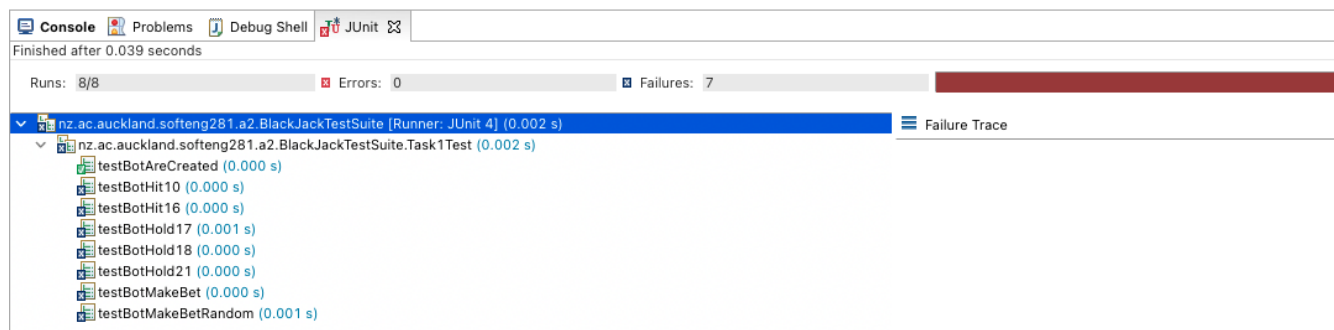 Console Problems Debug Shell JUnit
Finished after 0.039 seconds
Runs: 8/8 Errors: 0 Failures: 7
nz.ac.auckland.softeng281.a2.BlackJackTestSuite [Runner: JUnit 4] (0.002 s)
Failure Trace
nz.ac.auckland.softeng281.a2.BlackJackTestSuite.Task1Test (0.002 s)
testBotAreCreated (0.000 s)
testBotHit10 (0.000 s)
testBotHit16 (0.000 s)
testBotHold17 (0.001 s)
testBotHold18 (0.000 s)
testBotHold21 (0.000 s)
testBotMakeBet (0.000 s)
testBotMakeBetRandom (0.001 s)